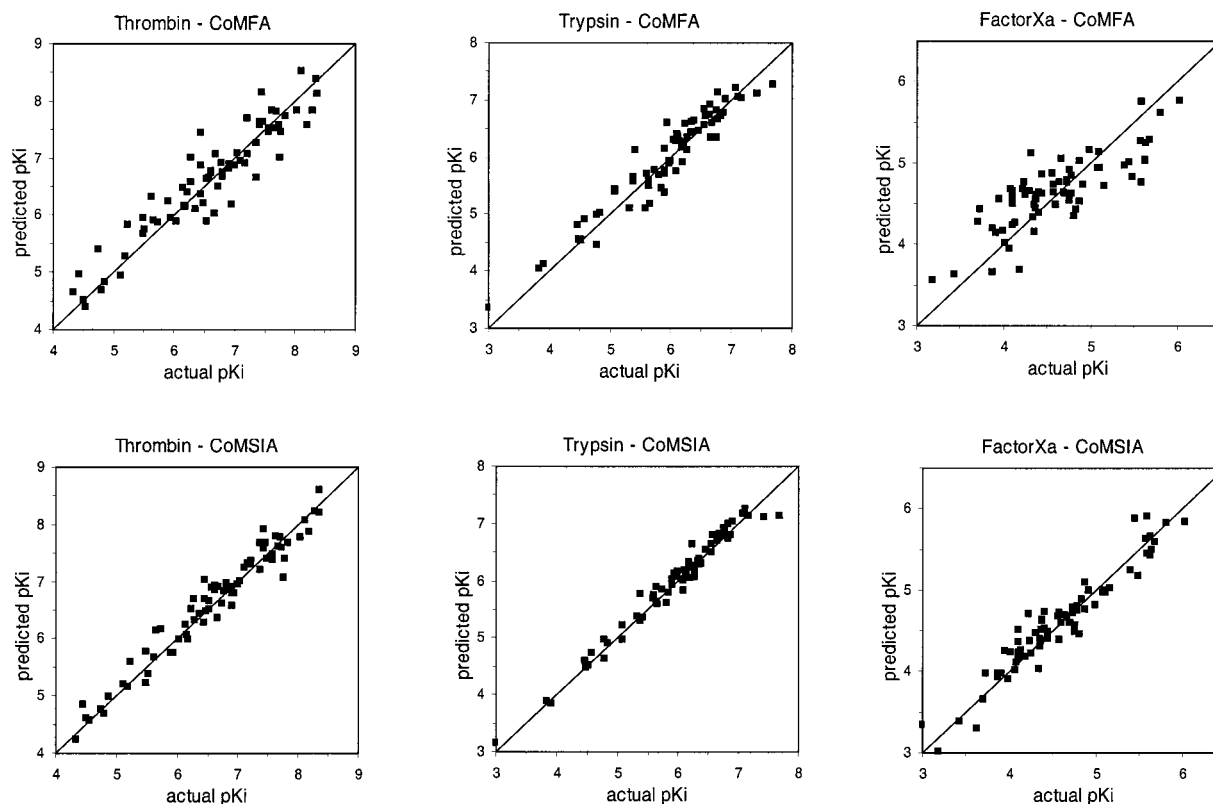 Thrombin - CoMFA
9
8
7
6
5
4
predicted pKi
4 5 6 7 8 9
actual pKi
Trypsin - CoMFA
8
7
6
5
4
3
predicted pKi
3 4 5 6 7 8
actual pKi
FactorXa - CoMFA
6
5
4
3
predicted pKi
3 4 5 6
actual pKi
Thrombin - CoMSIA
9
8
7
6
5
4
predicted pKi
4 5 6 7 8 9
actual pKi
Trypsin - CoMSIA
8
7
6
5
4
3
predicted pKi
3 4 5 6 7 8
actual pKi
FactorXa - CoMSIA
6
5
4
3
predicted pKi
3 4 5 6
actual pKi